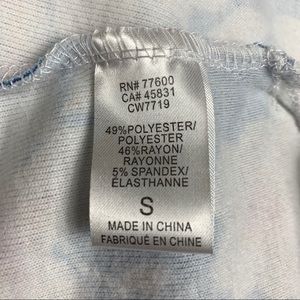 RN# 77600
CA# 45831
CW7719
49%POLYESTER/
POLYESTER
46%RAYON/
RAYONNE
5% SPANDEX/
ÉLASTHANNE
S
MADE IN CHINA
FABRIQUÉ EN CHINE